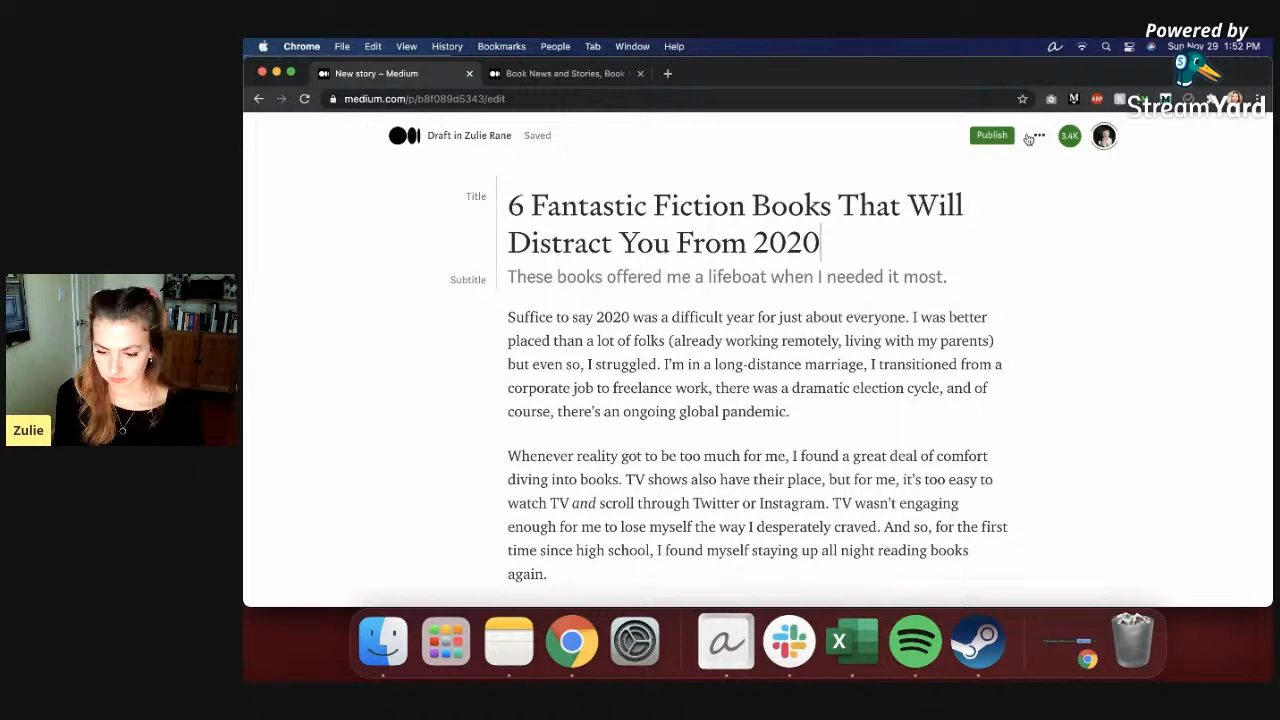 Powered by
StreamYard
Chrome File Edit View History Bookmarks People Tab Window Help
Sun Nov 29 1:52 PM
New story – Medium
Book News and Stories, Book
medium.com/p/b8f089d5343/edit
Draft in Zulie Rane Saved
Publish
3.4K
Title
6 Fantastic Fiction Books That Will
Distract You From 2020
Subtitle
These books offered me a lifeboat when I needed it most.
Suffice to say 2020 was a difficult year for just about everyone. I was better
placed than a lot of folks (already working remotely, living with my parents)
but even so, I struggled. I’m in a long-distance marriage, I transitioned from a
corporate job to freelance work, there was a dramatic election cycle, and of
course, there’s an ongoing global pandemic.
Whenever reality got to be too much for me, I found a great deal of comfort
diving into books. TV shows also have their place, but for me, it’s too easy to
watch TV and scroll through Twitter or Instagram. TV wasn’t engaging
enough for me to lose myself the way I desperately craved. And so, for the first
time since high school, I found myself staying up all night reading books
again.
Zulie